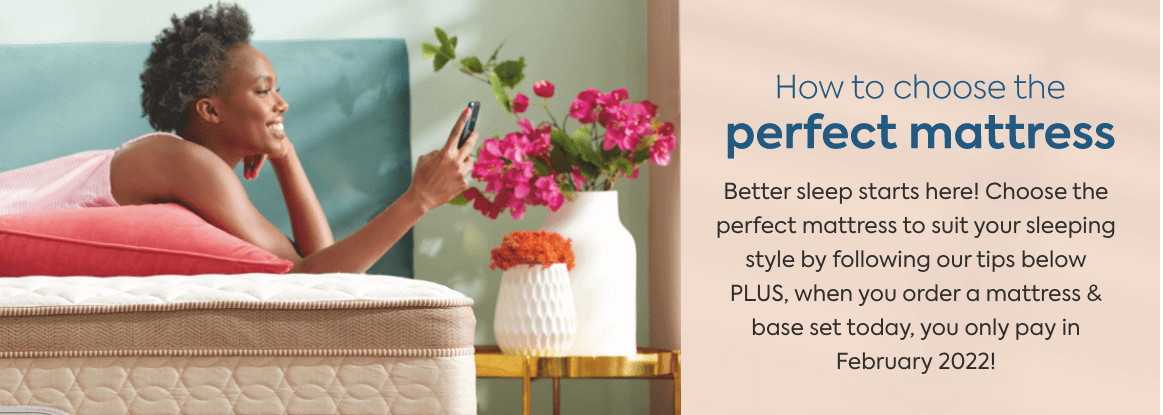 How to choose the
perfect mattress
Better sleep starts here! Choose the
perfect mattress to suit your sleeping
style by following our tips below
PLUS, when you order a mattress &
base set today, you only pay in
February 2022!